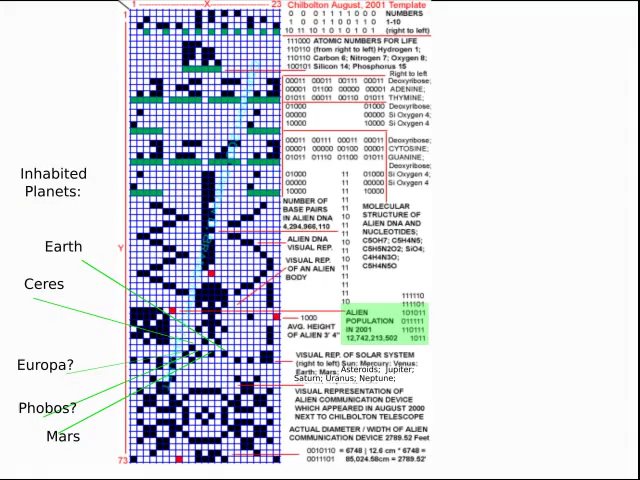 1 X 23 Chilbolton August, 2001 Template
0 0 0 1 1 1 1 0 0 0 NUMBERS
0 1 1 0 0 1 1 0 0 1 1-10
10 11 10 1 0 1 0 1 0 1 (right to left)
111000 ATOMIC NUMBERS FOR LIFE
110110 (from right to left) Hydrogen 1;
110110 Carbon 6; Nitrogen 7; Oxygen 8;
100101 Silicon 14; Phosphorus 15
Right to left
00011 00011 00111 00011 Deoxyribose;
00001 01100 00000 00001 ADENINE;
01011 00011 00110 01011 THYMINE;
01000 01000 Deoxyribose;
00000 00000 Si Oxygen 4;
10000 10000 Si Oxygen 4
00011 00111 00011 00011 Deoxyribose;
00001 00000 00100 00001 CYTOSINE,
01011 01110 01100 01011 GUANINE;
Deoxyribose;
01000 11 01000 Si Oxygen 4;
00000 11 00000 Si Oxygen 4
10000 11 10000
NUMBER OF
BASE PAIRS
IN ALIEN DNA
4,294,966,110
MOLECULAR
STRUCTURE OF
ALIEN DNA AND
NUCLEOTIDES;
C5OH7; C5H4N5;
C5H5N2O2; SiO4;
C4H4N3O;
C5H4N5O
ALIEN DNA
VISUAL REP.
VISUAL REP.
OF AN ALIEN
BODY
Inhabited
Planets:
Earth
Ceres
Europa?
Phobos?
Mars
Y
73
111110
111101
101011
011111
110111
1011
1000
AVG. HEIGHT
OF ALIEN 3' 4"
ALIEN
POPULATION
IN 2001
12,742,213,502
VISUAL REP. OF SOLAR SYSTEM
(right to left) Sun; Mercury; Venus;
Earth; Mars; Asteroids; Jupiter;
Saturn; Uranus; Neptune;
VISUAL REPRESENTATION OF
ALIEN COMMUNICATION DEVICE
WHICH APPEARED IN AUGUST 2000
NEXT TO CHILBOLTON TELESCOPE
ACTUAL DIAMETER / WIDTH OF ALIEN
COMMUNICATION DEVICE 2789.52 Feet
0010110 = 6748 | 12.6 cm * 6748 =
0011101 85,024.58cm = 2789.52'